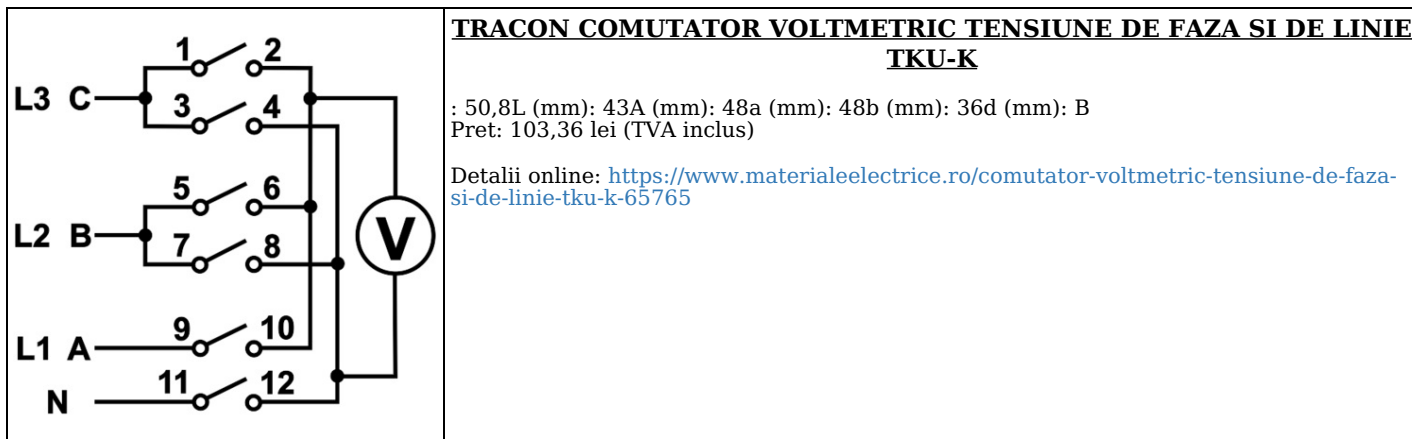 1 2
L3 C
3 4
5 6
L2 B
7 8
V
9 10
L1 A
11 12
N
TRACON COMUTATOR VOLTMETRIC TENSIUNE DE FAZA SI DE LINIE
TKU-K
: 50,8L (mm): 43A (mm): 48a (mm): 48b (mm): 36d (mm): B
Pret: 103,36 lei (TVA inclus)
Detalii online: https://www.materialeelectrice.ro/comutator-voltmetric-tensiune-de-faza-
si-de-linie-tku-k-65765